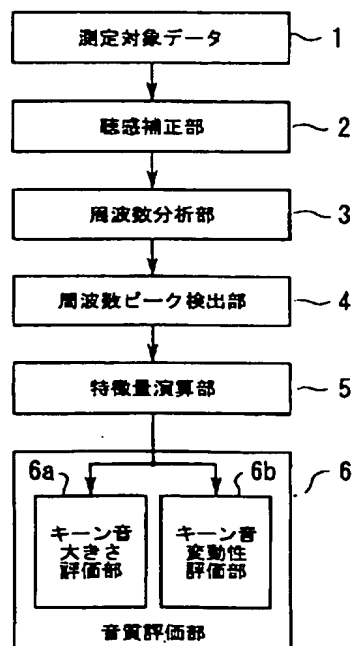 測定対象データ
1
聴感補正部
2
周波数分析部
3
周波数ピーク検出部
4
特徴量演算部
5
6
6a
6b
キーン音
大きさ
評価部
キーン音
変動性
評価部
音質評価部